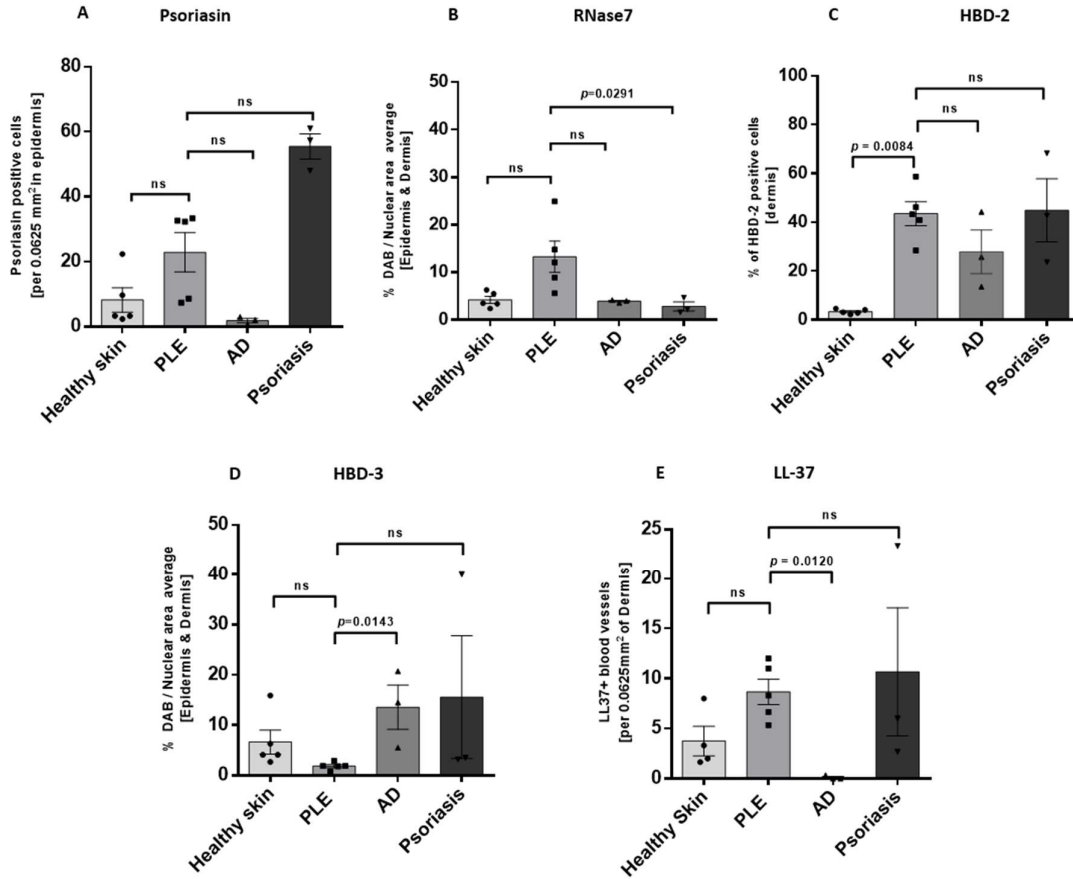 A Psoriasin
Psoriasin positive cells
[per 0.0625 mm² in epidermis]
80
60
40
20
0
ns
ns
ns
Healthy skin
PLE
AD
Psoriasis
B RNase7
% DAB / Nuclear area average
[Epidermis & Dermis]
50
40
30
20
10
0
p=0.0291
ns
ns
Healthy skin
PLE
AD
Psoriasis
C HBD-2
% of HBD-2 positive cells
[dermis]
100
80
60
40
20
0
ns
ns
p = 0.0084
Healthy skin
PLE
AD
Psoriasis
D HBD-3
% DAB / Nuclear area average
[Epidermis & Dermis]
50
40
30
20
10
0
ns
ns
p=0.0143
Healthy skin
PLE
AD
Psoriasis
E LL-37
LL37+ blood vessels
[per 0.0625mm² of Dermis]
25
20
15
10
5
0
ns
p = 0.0120
ns
Healthy Skin
PLE
AD
Psoriasis